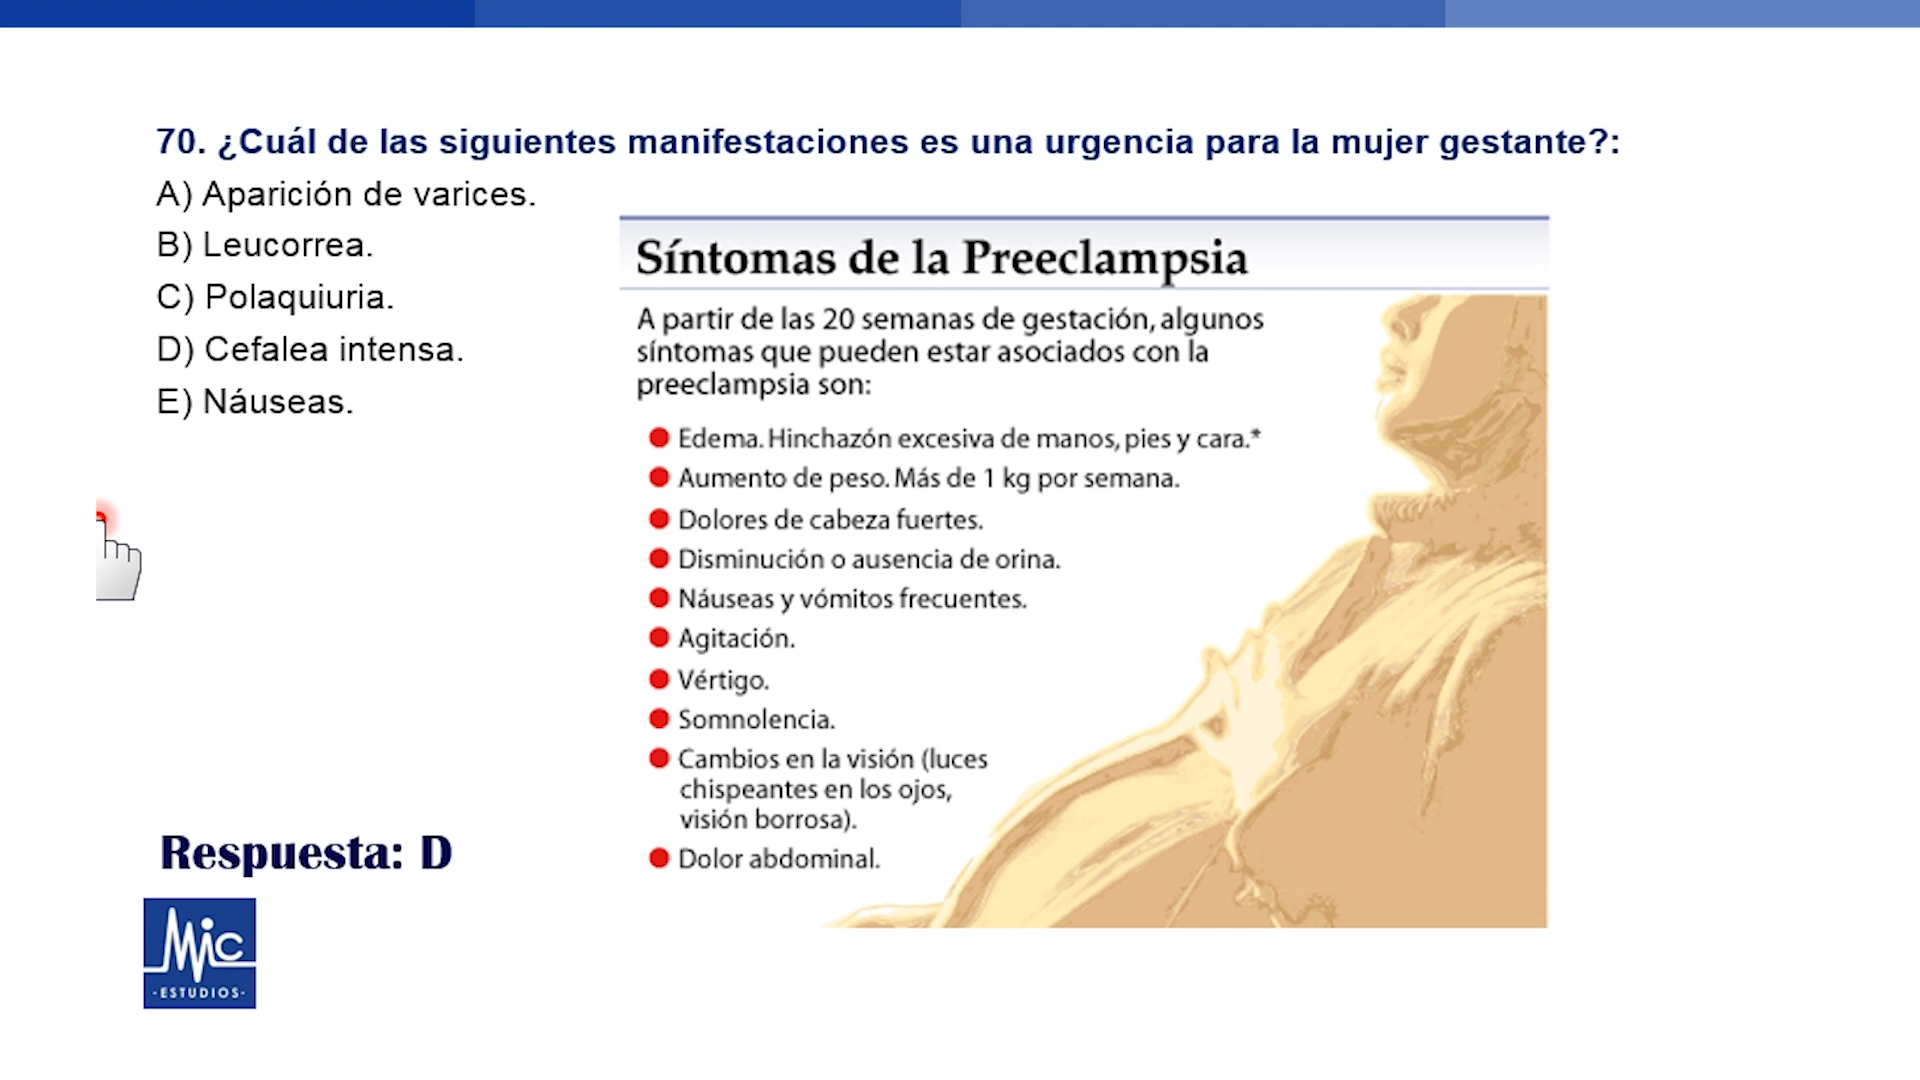 70. ¿Cuál de las siguientes manifestaciones es una urgencia para la mujer gestante?:
A) Aparición de varices.
B) Leucorrea.
C) Polaquiuria.
D) Cefalea intensa.
E) Náuseas.
Síntomas de la Preeclampsia
A partir de las 20 semanas de gestación, algunos
síntomas que pueden estar asociados con la
preeclampsia son:
Edema. Hinchazón excesiva de manos, pies y cara.*
Aumento de peso. Más de 1 kg por semana.
Dolores de cabeza fuertes.
Disminución o ausencia de orina.
Náuseas y vómitos frecuentes.
Agitación.
Vértigo.
Somnolencia.
Cambios en la visión (luces
chispeantes en los ojos,
visión borrosa).
Dolor abdominal.
Respuesta: D
Mic
·ESTUDIOS·